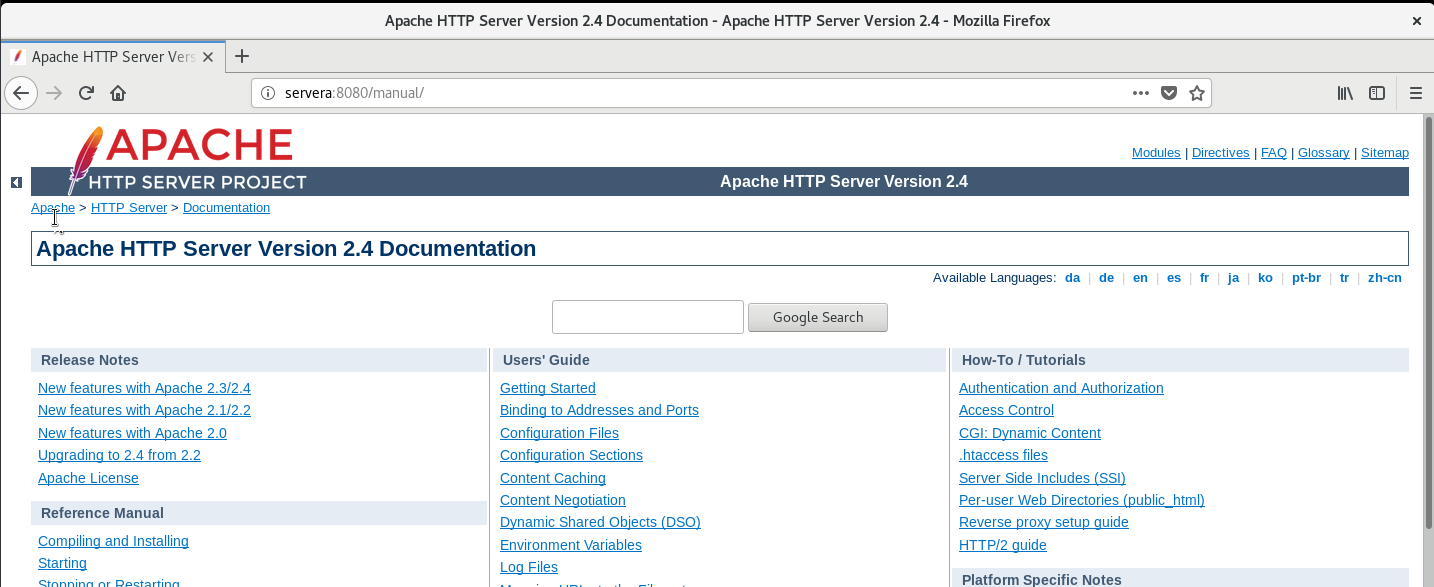 Apache HTTP Server Version 2.4 Documentation - Apache HTTP Server Version 2.4 - Mozilla Firefox
Apache HTTP Server Vers
servera:8080/manual/
APACHE
HTTP SERVER PROJECT
Modules | Directives | FAQ | Glossary | Sitemap
Apache HTTP Server Version 2.4
Apache > HTTP Server > Documentation
Apache HTTP Server Version 2.4 Documentation
Available Languages: da | de | en | es | fr | ja | ko | pt-br | tr | zh-cn
Google Search
Release Notes
New features with Apache 2.3/2.4
New features with Apache 2.1/2.2
New features with Apache 2.0
Upgrading to 2.4 from 2.2
Apache License
Reference Manual
Compiling and Installing
Starting
Stopping or Restarting
Users' Guide
Getting Started
Binding to Addresses and Ports
Configuration Files
Configuration Sections
Content Caching
Content Negotiation
Dynamic Shared Objects (DSO)
Environment Variables
Log Files
How-To / Tutorials
Authentication and Authorization
Access Control
CGI: Dynamic Content
.htaccess files
Server Side Includes (SSI)
Per-user Web Directories (public_html)
Reverse proxy setup guide
HTTP/2 guide
Platform Specific Notes